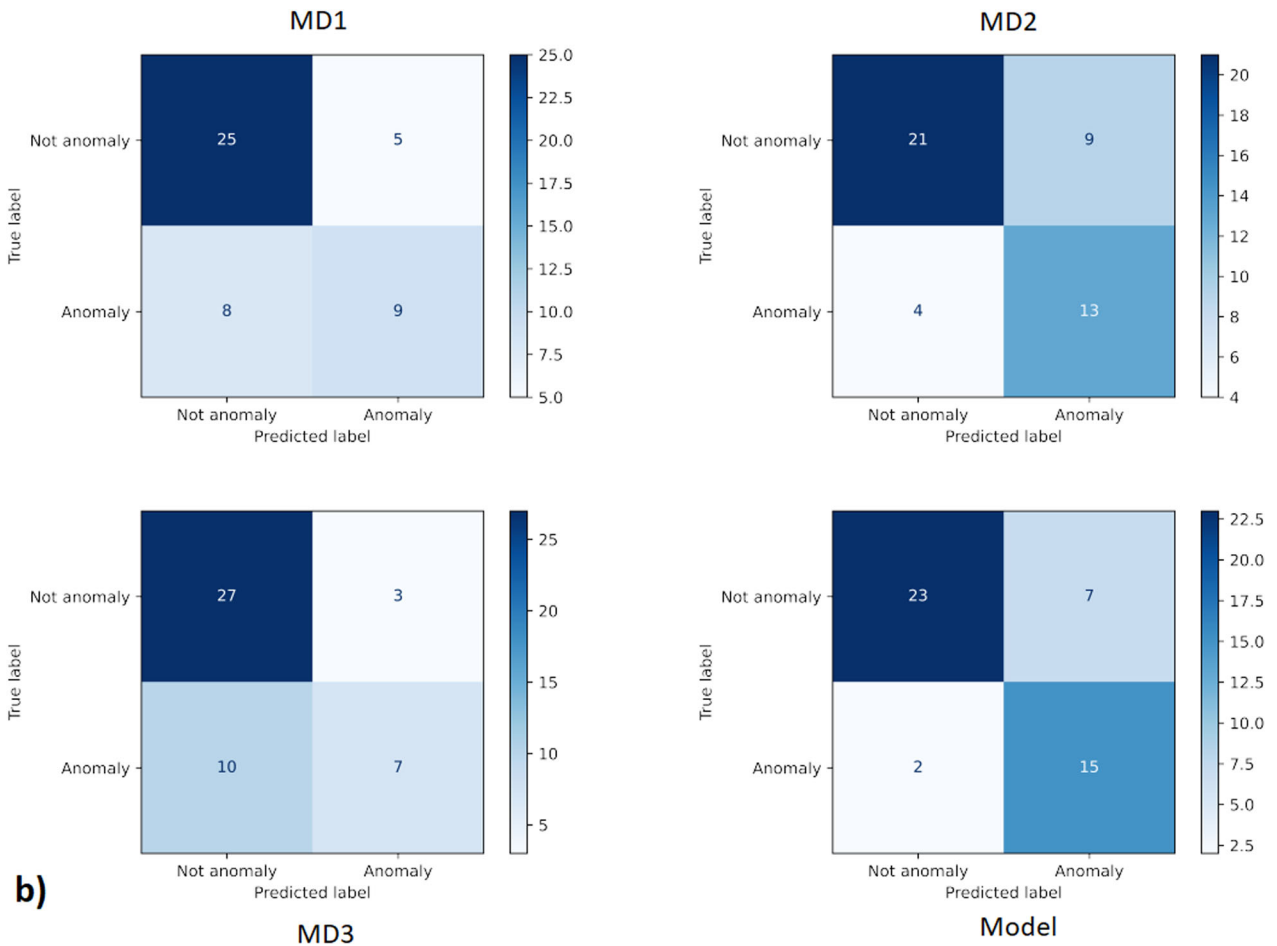 MD1
25
5
8
9
Not anomaly
Anomaly
True label
Not anomaly Anomaly
Predicted label
25.0
22.5
20.0
17.5
15.0
12.5
10.0
7.5
5.0
MD2
21
9
4
13
Not anomaly
Anomaly
True label
Not anomaly Anomaly
Predicted label
20
18
16
14
12
10
8
6
4
27
3
10
7
Not anomaly
Anomaly
True label
Not anomaly Anomaly
Predicted label
25
20
15
10
5
b)
MD3
23
7
2
15
Not anomaly
Anomaly
True label
Not anomaly Anomaly
Predicted label
22.5
20.0
17.5
15.0
12.5
10.0
7.5
5.0
2.5
Model